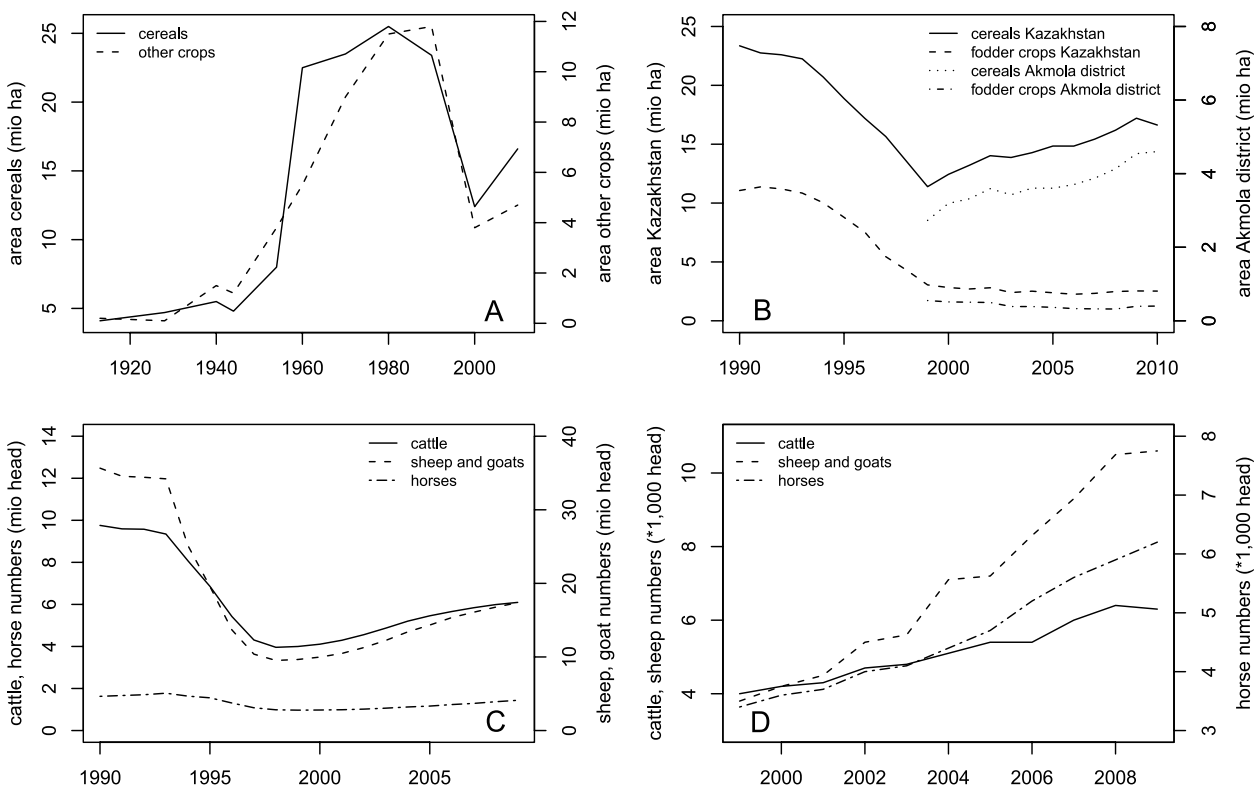 cereals
other crops
area cereals (mio ha)
5 10 15 20 25
area other crops (mio ha)
0 2 4 6 8 10 12
1920 1940 1960 1980 2000
A
cereals Kazakhstan
fodder crops Kazakhstan
cereals Akmola district
fodder crops Akmola district
area Kazakhstan (mio ha)
0 5 10 15 20 25
area Akmola district (mio ha)
0 2 4 6 8
1990 1995 2000 2005 2010
B
cattle
sheep and goats
horses
cattle, horse numbers (mio head)
0 2 4 6 8 10 12 14
sheep, goat numbers (mio head)
0 10 20 30 40
1990 1995 2000 2005
C
cattle
sheep and goats
horses
cattle, sheep numbers (*1,000 head)
4 6 8 10
horse numbers (*1,000 head)
3 4 5 6 7 8
2000 2002 2004 2006 2008
D